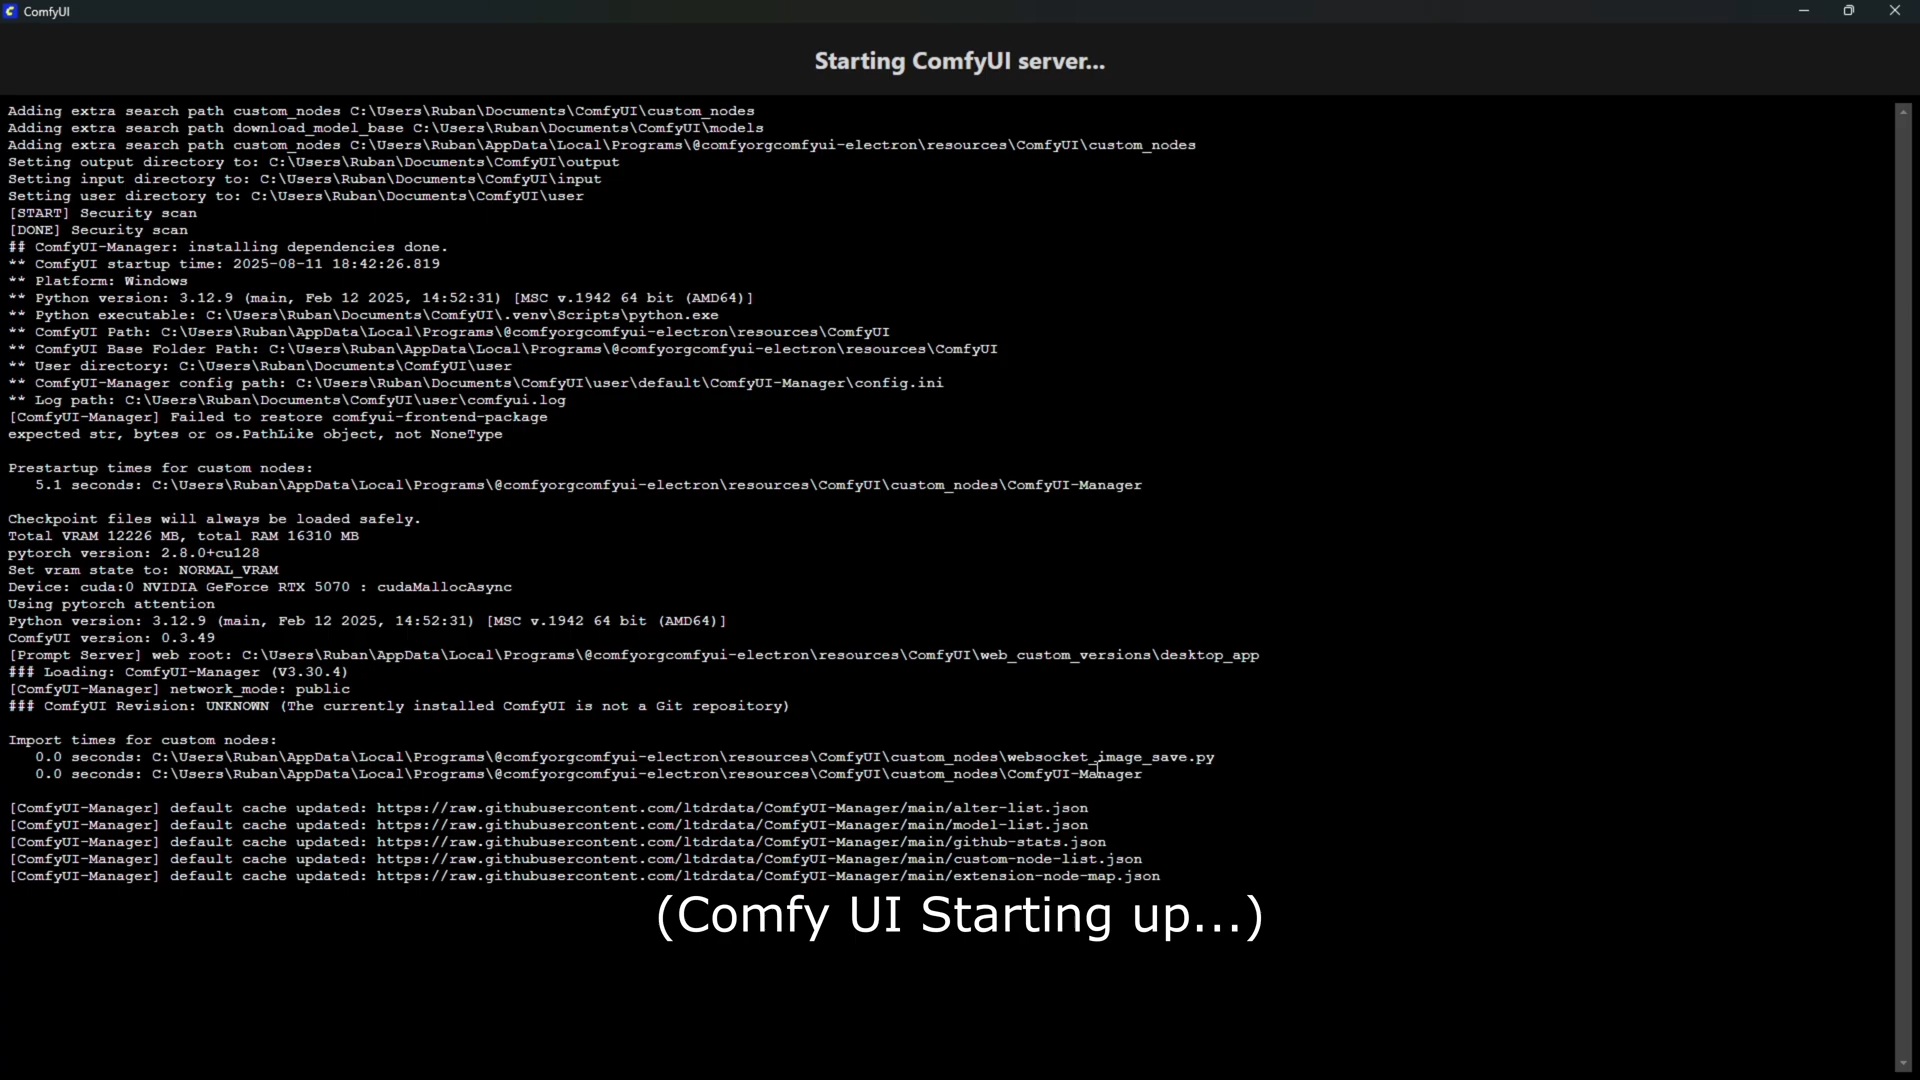 ComfyUI
Starting ComfyUI server...
Adding extra search path custom_nodes C:\Users\Ruban\Documents\ComfyUI\custom_nodes
Adding extra search path download_model_base C:\Users\Ruban\Documents\ComfyUI\models
Adding extra search path custom_nodes C:\Users\Ruban\AppData\Local\Programs\@comfyorgcomfyui-electron\resources\ComfyUI\custom_nodes
Setting output directory to: C:\Users\Ruban\Documents\ComfyUI\output
Setting input directory to: C:\Users\Ruban\Documents\ComfyUI\input
Setting user directory to: C:\Users\Ruban\Documents\ComfyUI\user
[START] Security scan
[DONE] Security scan
## ComfyUI-Manager: installing dependencies done.
** ComfyUI startup time: 2025-08-11 18:42:26.819
** Platform: Windows
** Python version: 3.12.9 (main, Feb 12 2025, 14:52:31) [MSC v.1942 64 bit (AMD64)]
** Python executable: C:\Users\Ruban\Documents\ComfyUI\.venv\Scripts\python.exe
** ComfyUI Path: C:\Users\Ruban\AppData\Local\Programs\@comfyorgcomfyui-electron\resources\ComfyUI
** ComfyUI Base Folder Path: C:\Users\Ruban\AppData\Local\Programs\@comfyorgcomfyui-electron\resources\ComfyUI
** User directory: C:\Users\Ruban\Documents\ComfyUI\user
** ComfyUI-Manager config path: C:\Users\Ruban\Documents\ComfyUI\user\default\ComfyUI-Manager\config.ini
** Log path: C:\Users\Ruban\Documents\ComfyUI\user\comfyui.log
[ComfyUI-Manager] Failed to restore comfyui-frontend-package
expected str, bytes or os.PathLike object, not NoneType
Prestartup times for custom nodes:
5.1 seconds: C:\Users\Ruban\AppData\Local\Programs\@comfyorgcomfyui-electron\resources\ComfyUI\custom_nodes\ComfyUI-Manager
Checkpoint files will always be loaded safely.
Total VRAM 12226 MB, total RAM 16310 MB
pytorch version: 2.8.0+cu128
Set vram state to: NORMAL_VRAM
Device: cuda:0 NVIDIA GeForce RTX 5070 : cudaMallocAsync
Using pytorch attention
Python version: 3.12.9 (main, Feb 12 2025, 14:52:31) [MSC v.1942 64 bit (AMD64)]
ComfyUI version: 0.3.49
[Prompt Server] web root: C:\Users\Ruban\AppData\Local\Programs\@comfyorgcomfyui-electron\resources\ComfyUI\web_custom_versions\desktop_app
### Loading: ComfyUI-Manager (V3.30.4)
[ComfyUI-Manager] network_mode: public
### ComfyUI Revision: UNKNOWN (The currently installed ComfyUI is not a Git repository)
Import times for custom nodes:
0.0 seconds: C:\Users\Ruban\AppData\Local\Programs\@comfyorgcomfyui-electron\resources\ComfyUI\custom_nodes\websocket_image_save.py
0.0 seconds: C:\Users\Ruban\AppData\Local\Programs\@comfyorgcomfyui-electron\resources\ComfyUI\custom_nodes\ComfyUI-Manager
[ComfyUI-Manager] default cache updated: https://raw.githubusercontent.com/ltdrdata/ComfyUI-Manager/main/alter-list.json
[ComfyUI-Manager] default cache updated: https://raw.githubusercontent.com/ltdrdata/ComfyUI-Manager/main/model-list.json
[ComfyUI-Manager] default cache updated: https://raw.githubusercontent.com/ltdrdata/ComfyUI-Manager/main/github-stats.json
[ComfyUI-Manager] default cache updated: https://raw.githubusercontent.com/ltdrdata/ComfyUI-Manager/main/custom-node-list.json
[ComfyUI-Manager] default cache updated: https://raw.githubusercontent.com/ltdrdata/ComfyUI-Manager/main/extension-node-map.json
(Comfy UI Starting up...)